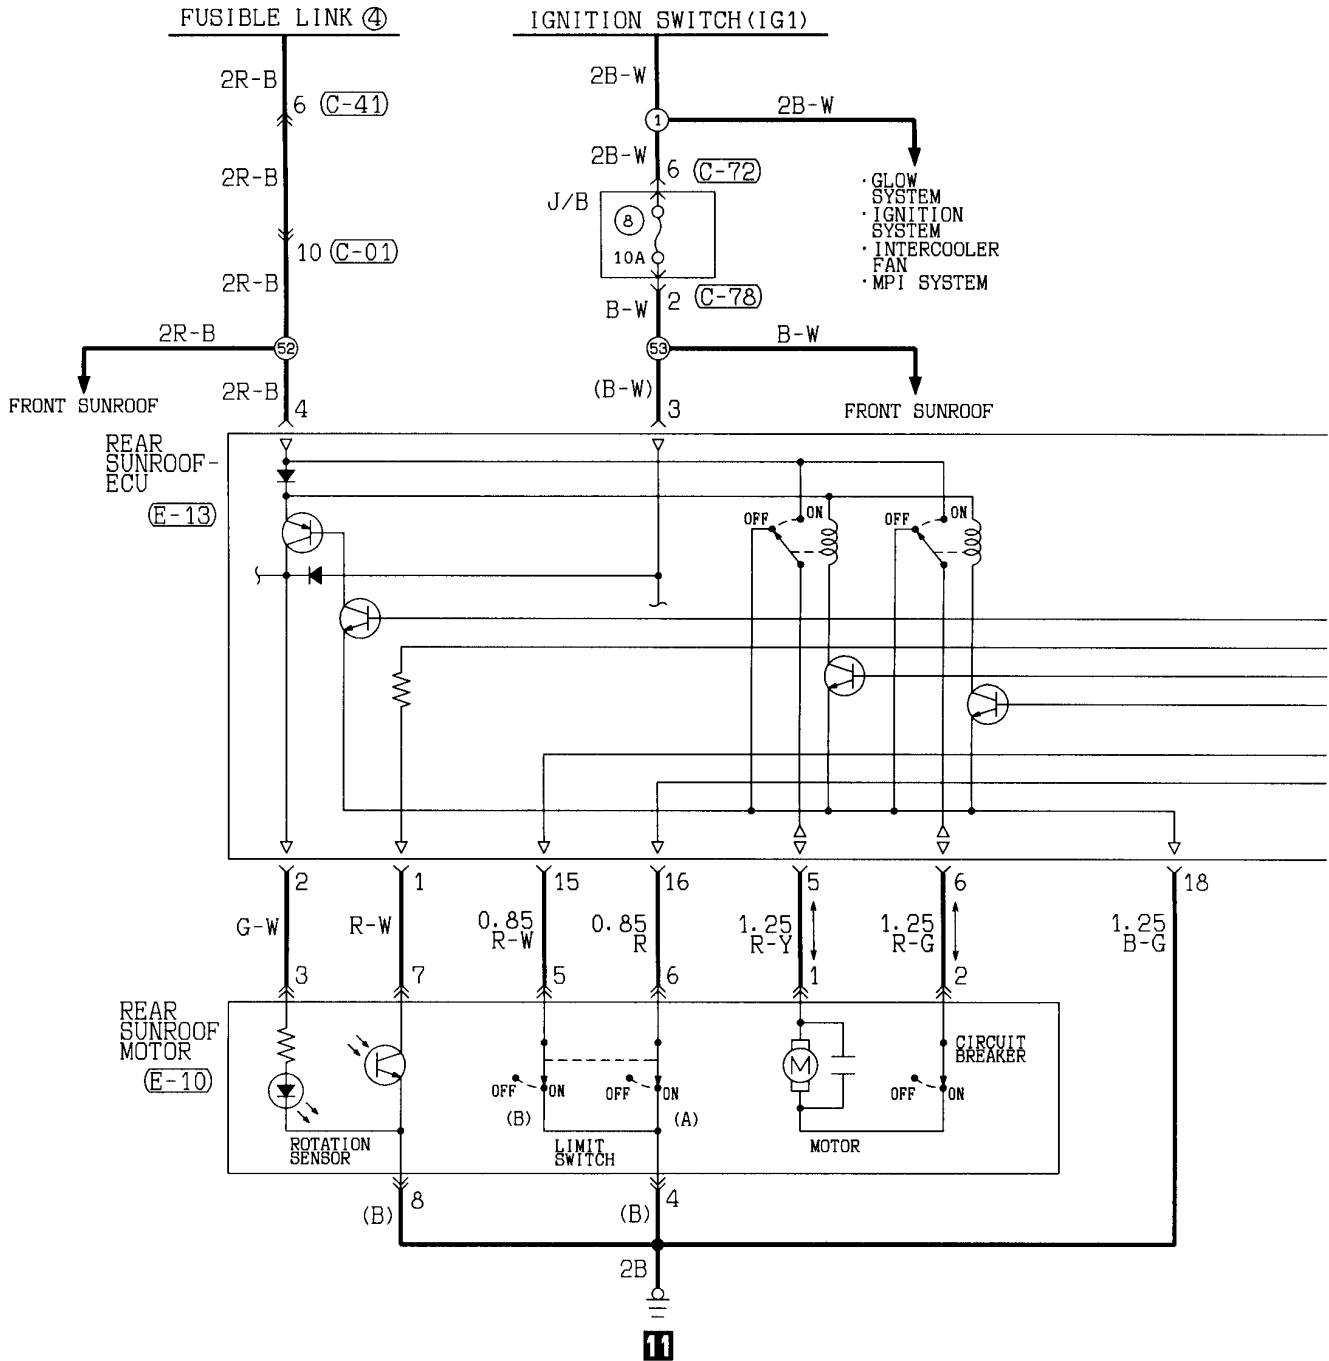 FUSIBLE LINK ④
IGNITION SWITCH(IG1)
2R-B
2B-W
6 (C-41)
2B-W
1
2R-B
2B-W
6 (C-72)
· GLOW
SYSTEM
· IGNITION
SYSTEM
· INTERCOOLER
FAN
· MPI SYSTEM
J/B
8
10A
10 (C-01)
2R-B
B-W
2 (C-78)
2R-B
52
53
B-W
2R-B
4
(B-W)
3
FRONT SUNROOF
FRONT SUNROOF
REAR
SUNROOF-
ECU
(E-13)
OFF
ON
OFF
ON
2
1
15
16
5
6
18
G-W
R-W
0.85
R-W
0.85
R
1.25
R-Y
1.25
R-G
1.25
B-G
3
7
5
6
1
2
REAR
SUNROOF
MOTOR
(E-10)
M
CIRCUIT
BREAKER
OFF
ON
OFF
ON
OFF
ON
(B)
(A)
ROTATION
SENSOR
LIMIT
SWITCH
MOTOR
(B)
8
(B)
4
2B
11